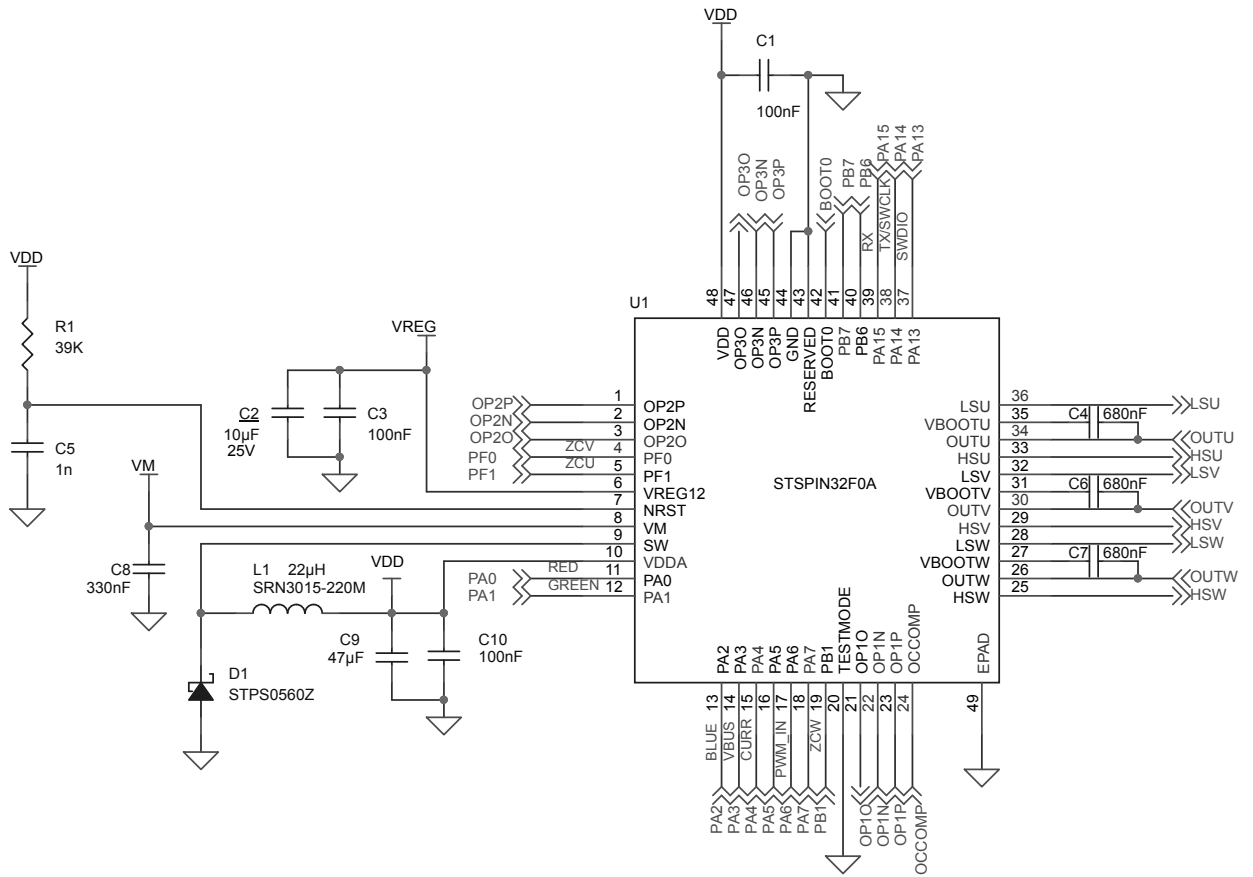 VDD
C1
100nF
OP3O
OP3N
OP3P
BOOT0
PB7
PB6
PA15
PA14
PA13
RX
TX/SWCLK
SWDIO
VDD
R1
39K
C5
1n
VREG
C2
10µF
25V
C3
100nF
VM
C8
330nF
L1 22µH
SRN3015-220M
VDD
C9
47µF
C10
100nF
D1
STPS0560Z
U1
STSPIN32F0A
48 47 46 45 44 43 42 41 40 39 38 37
VDD
OP3O
OP3N
OP3P
GND
RESERVED
BOOT0
PB7
PB6
PA15
PA14
PA13
OP2P 1 OP2P
OP2N 2 OP2N
OP2O 3 OP2O
PF0 ZCV 4 PF0
PF1 ZCU 5 PF1
6 VREG12
7 NRST
8 VM
9 SW
10 VDDA
PA0 RED 11 PA0
PA1 GREEN 12 PA1
LSU 36 LSU
VBOOTU 35 C4 680nF
OUTU 34 OUTU
HSU 33 HSU
LSV 32 LSV
VBOOTV 31 C6 680nF
OUTV 30 OUTV
HSV 29 HSV
LSW 28 LSW
VBOOTW 27 C7 680nF
OUTW 26 OUTW
HSW 25 HSW
PA2
PA3
PA4
PA5
PA6
PA7
PB1
TESTMODE
OP1O
OP1N
OP1P
OCCOMP
EPAD
13 14 15 16 17 18 19 20 21 22 23 24 49
BLUE
VBUS
CURR
PWM_IN
ZCW
PA2
PA3
PA4
PA5
PA6
PA7
PB1
OP1O
OP1N
OP1P
OCCOMP